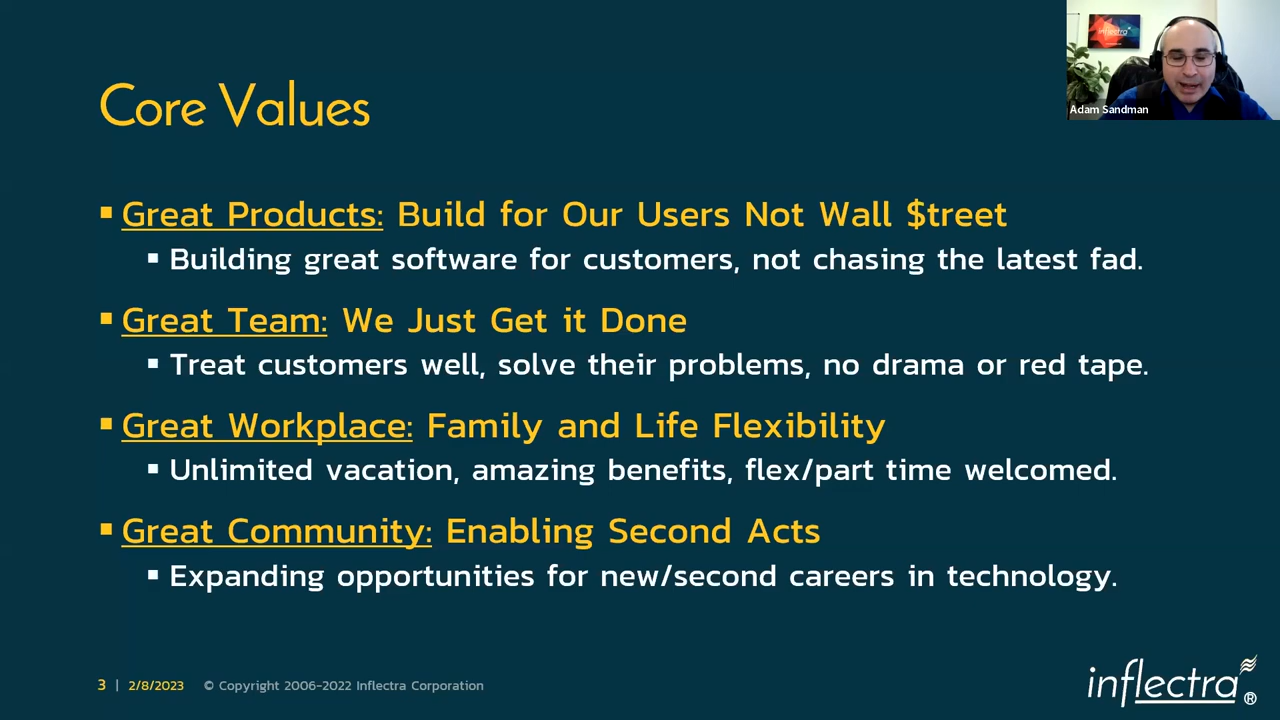 inflectra
Adam Sandman
Core Values
Great Products: Build for Our Users Not Wall $treet
Building great software for customers, not chasing the latest fad.
Great Team: We Just Get it Done
Treat customers well, solve their problems, no drama or red tape.
Great Workplace: Family and Life Flexibility
Unlimited vacation, amazing benefits, flex/part time welcomed.
Great Community: Enabling Second Acts
Expanding opportunities for new/second careers in technology.
3 | 2/8/2023 © Copyright 2006-2022 Inflectra Corporation
inflectra®